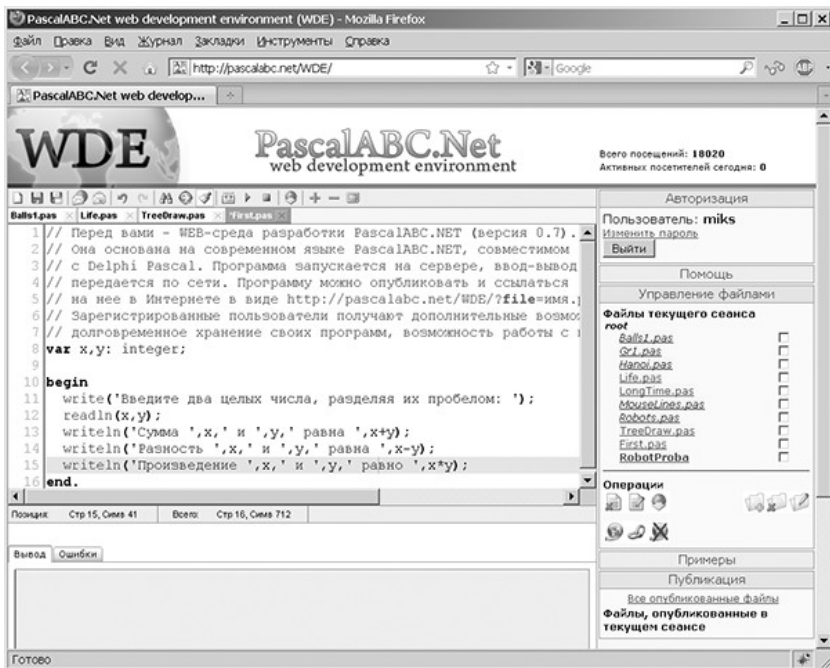 PascalABC.Net web development environment (WDE) - Mozilla Firefox
Файл Правка Вид Журнал Закладки Инструменты Справка
http://pascalabc.net/WDE/
Google
ABP
PascalABC.Net web develop...
WDE
PascalABC.Net
web development environment
Всего посещений: 18020
Активных посетителей сегодня: 0
Balls1.pas Life.pas TreeDraw.pas *First.pas
1 // Перед вами - WEB-среда разработки PascalABC.NET (версия 0.7).
2 // Она основана на современном языке PascalABC.NET, совместимом
3 // с Delphi Pascal. Программа запускается на сервере, ввод-вывод
4 // передается по сети. Программу можно опубликовать и ссылаться
5 // на нее в Интернете в виде http://pascalabc.net/WDE/?file=имя.
6 // Зарегистрированные пользователи получают дополнительные
7 // долговременное хранение своих программ, возможность работы с
8 var x,y: integer;
9
10 begin
11 write('Введите два целых числа, разделяя их пробелом: ');
12 readln(x,y);
13 writeln('Сумма ',x,' и ',y,' равна ',x+y);
14 writeln('Разность ',x,' и ',y,' равна ',x-y);
15 writeln('Произведение ',x,' и ',y,' равно ',x*y);
16 end.
Позиция: Стр 15, Симв 41 Всего: Стр 16, Симв 712
Вывод Ошибки
Готово
Авторизация
Пользователь: miks
Изменить пароль
Выйти
Помощь
Управление файлами
Файлы текущего сеанса
root
Balls1.pas
Gr1.pas
Hanoi.pas
Life.pas
LongTime.pas
MouseLines.pas
Robots.pas
TreeDraw.pas
First.pas
RobotProba
Операции
Примеры
Публикация
Все опубликованные файлы
Файлы, опубликованные в
текущем сеансе